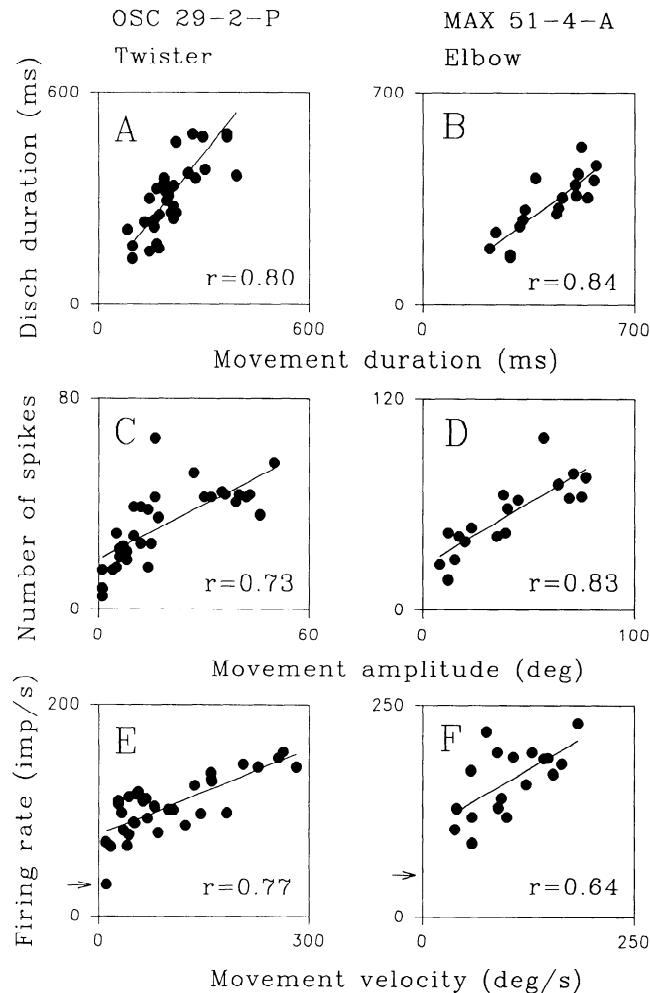 OSC 29-2-P MAX 51-4-A
Twister Elbow
Disch duration (ms)
600 700
A B
r=0.80 r=0.84
0 0
0 600 0 700
Movement duration (ms)
Number of spikes
80 120
C D
r=0.73 r=0.83
0 0
0 60 0 100
Movement amplitude (deg)
Firing rate (imp/s)
200 250
E F
r=0.77 r=0.64
0 0
0 300 0 250
Movement velocity (deg/s)